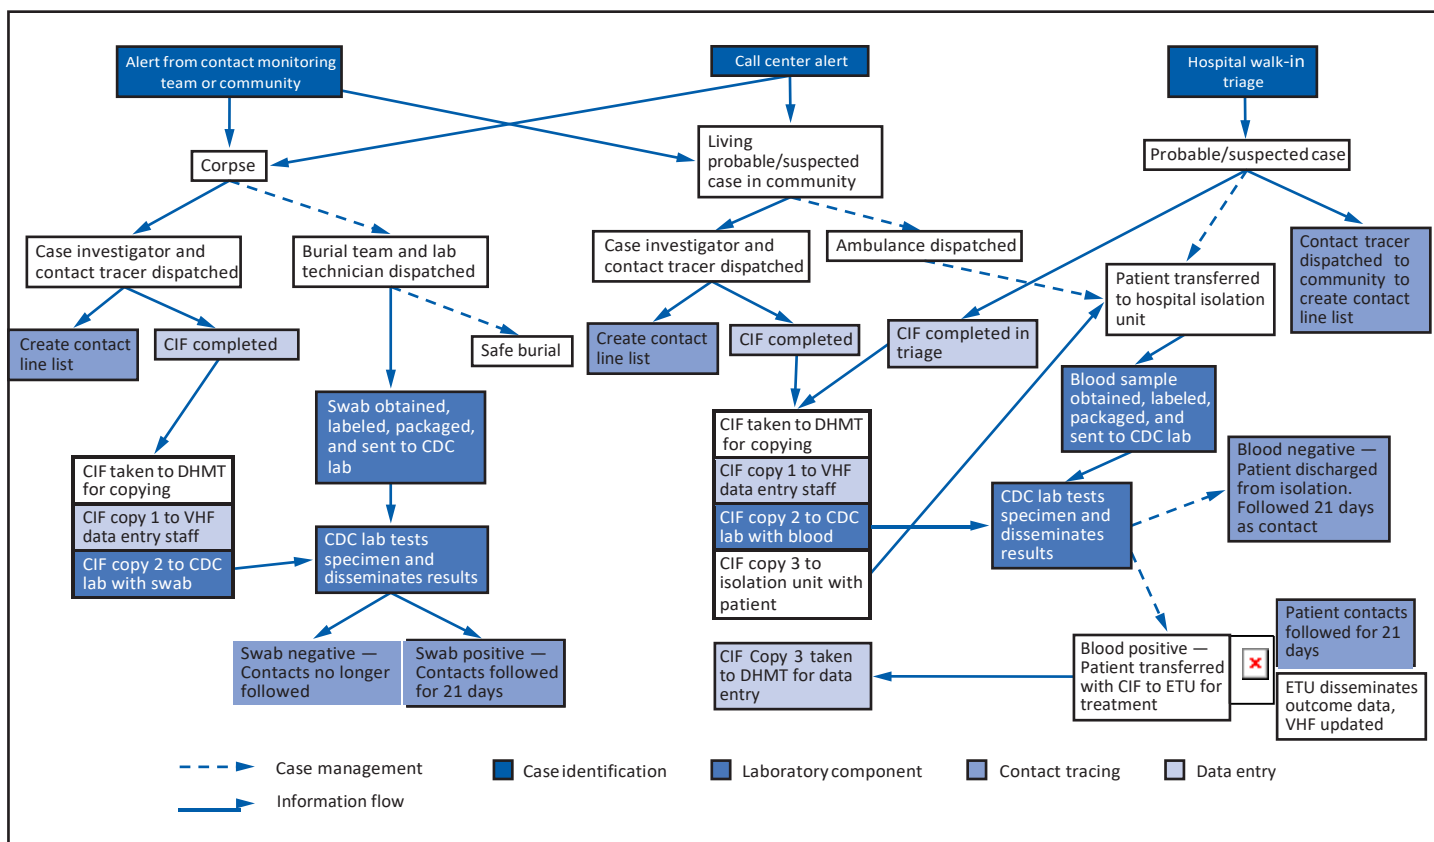 Alert from contact monitoring
team or community
Call center alert
Hospital walk-in
triage
Corpse
Living
probable/suspected
case in community
Probable/suspected case
Case investigator and
contact tracer dispatched
Burial team and lab
technician dispatched
Case investigator and
contact tracer dispatched
Ambulance dispatched
Patient transferred
to hospital isolation
unit
Contact tracer
dispatched to
community to
create contact
line list
Create contact
line list
CIF completed
Safe burial
Create contact
line list
CIF completed
CIF completed in
triage
Swab obtained,
labeled, packaged,
and sent to CDC
lab
Blood sample
obtained, labeled,
packaged, and
sent to CDC lab
CIF taken to DHMT
for copying
CIF copy 1 to VHF
data entry staff
CIF copy 2 to CDC
lab with swab
CDC lab tests
specimen and
disseminates results
CIF taken to DHMT
for copying
CIF copy 1 to VHF
data entry staff
CIF copy 2 to CDC
lab with blood
CIF copy 3 to
isolation unit with
patient
CDC lab tests
specimen and
disseminates
results
Blood negative —
Patient discharged
from isolation.
Followed 21 days
as contact
Swab negative —
Contacts no longer
followed
Swab positive —
Contacts followed
for 21 days
CIF Copy 3 taken
to DHMT for data
entry
Blood positive —
Patient transferred
with CIF to ETU for
treatment
Patient contacts
followed for 21
days
ETU disseminates
outcome data,
VHF updated
Case management
Case identification
Laboratory component
Contact tracing
Data entry
Information flow